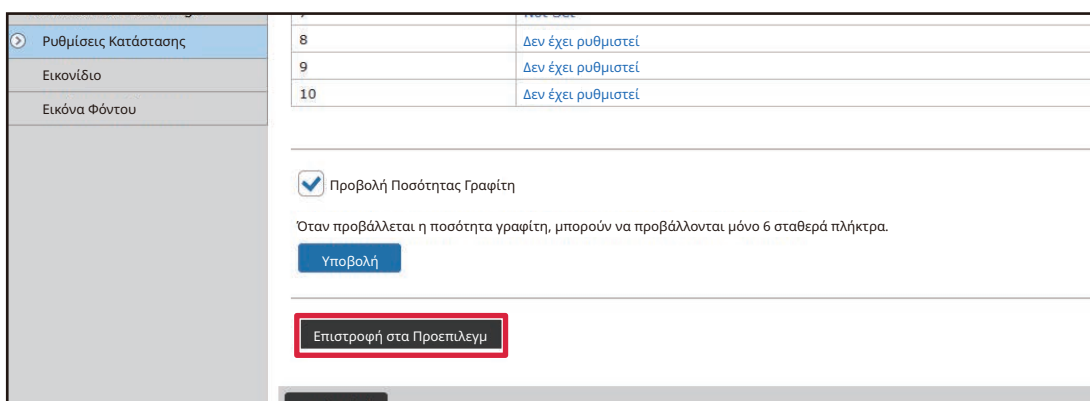 Ρυθμίσεις Κατάστασης
Εικονίδιο
Εικόνα Φόντου
8 Δεν έχει ρυθμιστεί
9 Δεν έχει ρυθμιστεί
10 Δεν έχει ρυθμιστεί
Προβολή Ποσότητας Γραφίτη
Όταν προβάλλεται η ποσότητα γραφίτη, μπορούν να προβάλλονται μόνο 6 σταθερά πλήκτρα.
Υποβολή
Επιστροφή στα Προεπιλεγμ